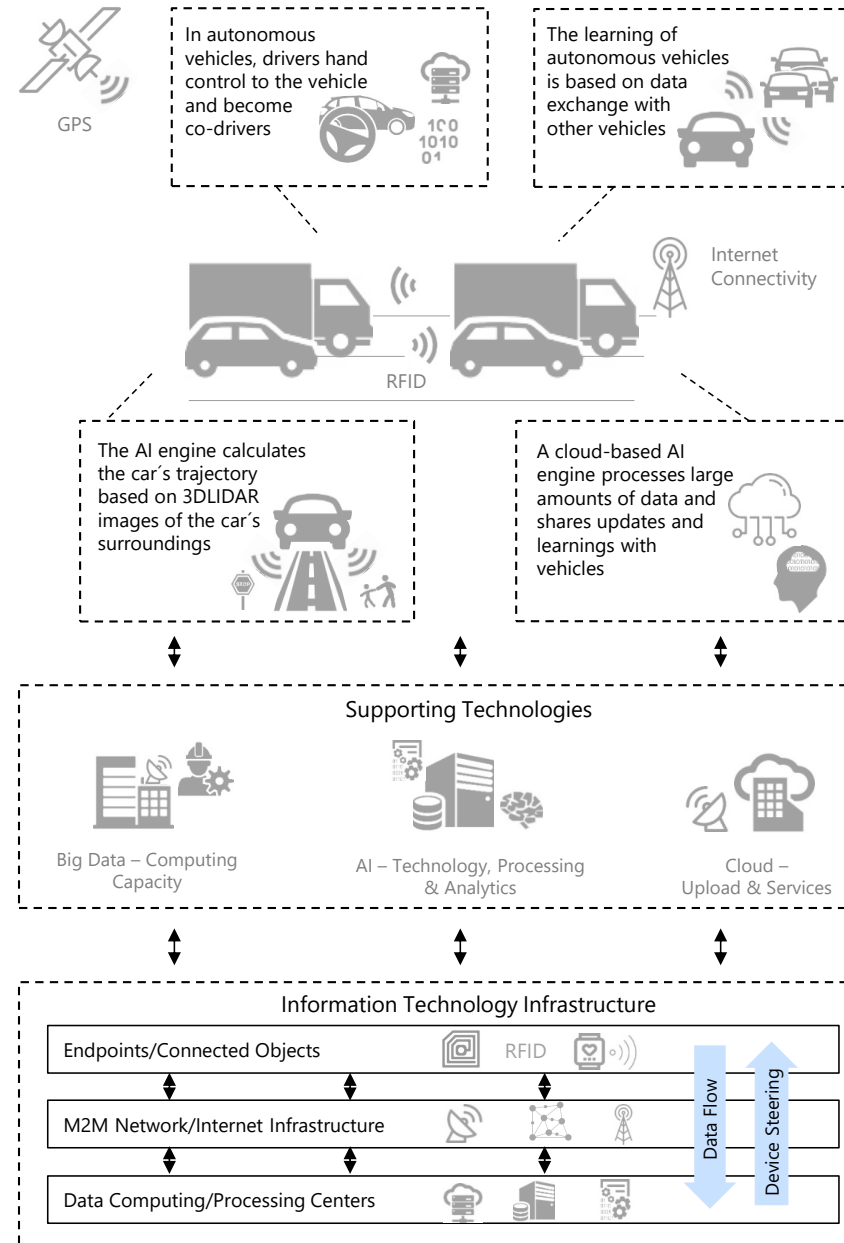 GPS
In autonomous
vehicles, drivers hand
control to the vehicle
and become
co-drivers
100
1010
01
The learning of
autonomous vehicles
is based on data
exchange with
other vehicles
Internet
Connectivity
RFID
The AI engine calculates
the car´s trajectory
based on 3DLIDAR
images of the car´s
surroundings
STOP
A cloud-based AI
engine processes large
amounts of data and
shares updates and
learnings with
vehicles
Supporting Technologies
Big Data – Computing
Capacity
AI – Technology, Processing
& Analytics
Cloud –
Upload & Services
Information Technology Infrastructure
Endpoints/Connected Objects
RFID
M2M Network/Internet Infrastructure
Data Computing/Processing Centers
Data Flow
Device Steering